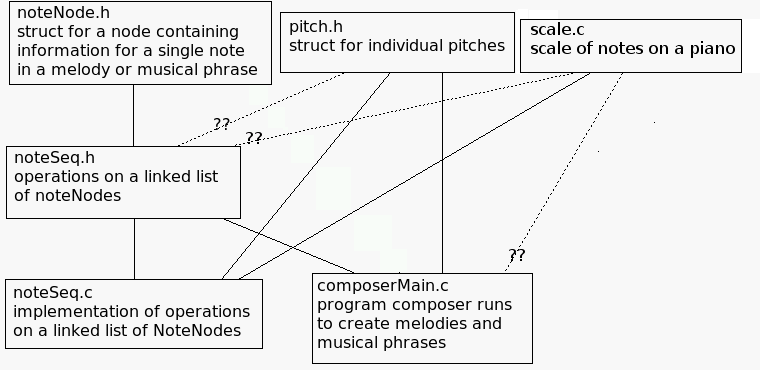 noteNode.h
struct for a node containing
information for a single note
in a melody or musical phrase
pitch.h
struct for individual pitches
scale.c
scale of notes on a piano
??
??
noteSeq.h
operations on a linked list
of noteNodes
??
noteSeq.c
implementation of operations
on a linked list of NoteNodes
composerMain.c
program composer runs
to create melodies and
musical phrases